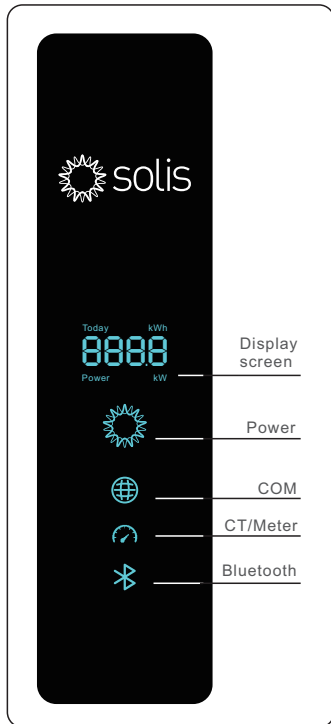 solis
Today kWh
888.8
Power kW
Display
screen
Power
COM
CT/Meter
Bluetooth